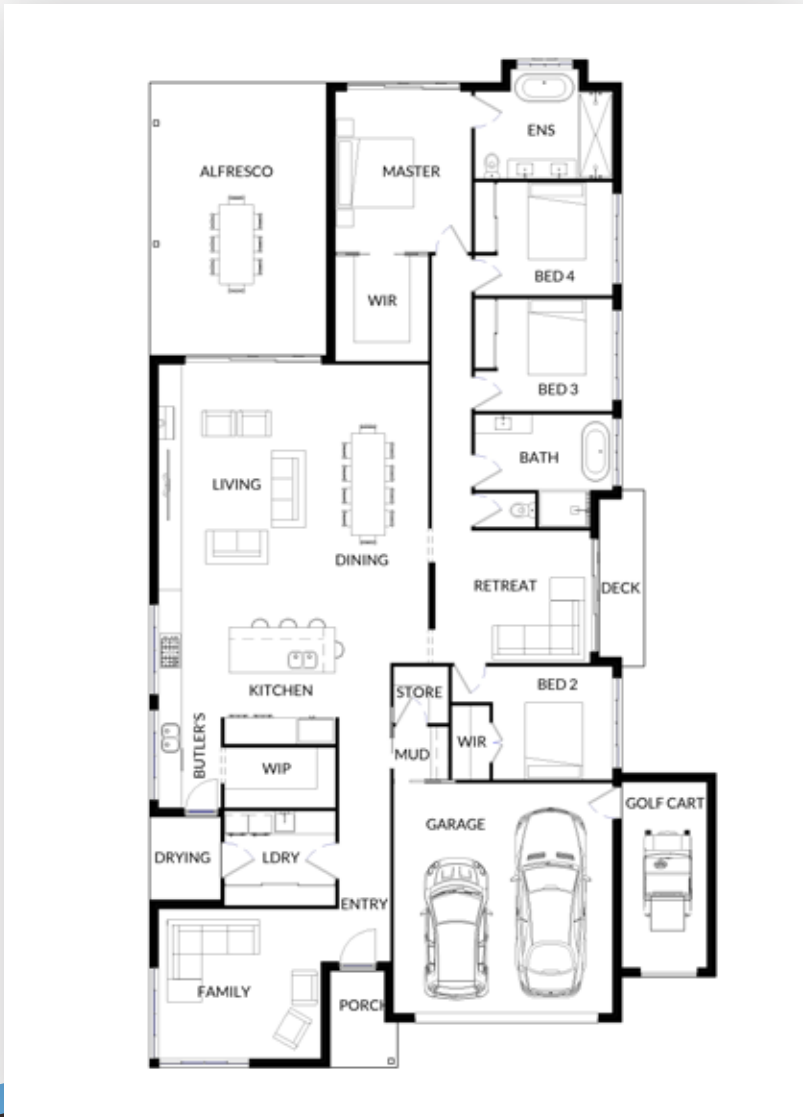 ENS
ALFRESCO
MASTER
BED 4
WIR
BED 3
BATH
LIVING
DINING
RETREAT
DECK
KITCHEN
STORE
BED 2
BUTLER'S
WIR
MUD
WIP
GOLF CART
GARAGE
DRYING
LDRY
ENTRY
FAMILY
PORCH